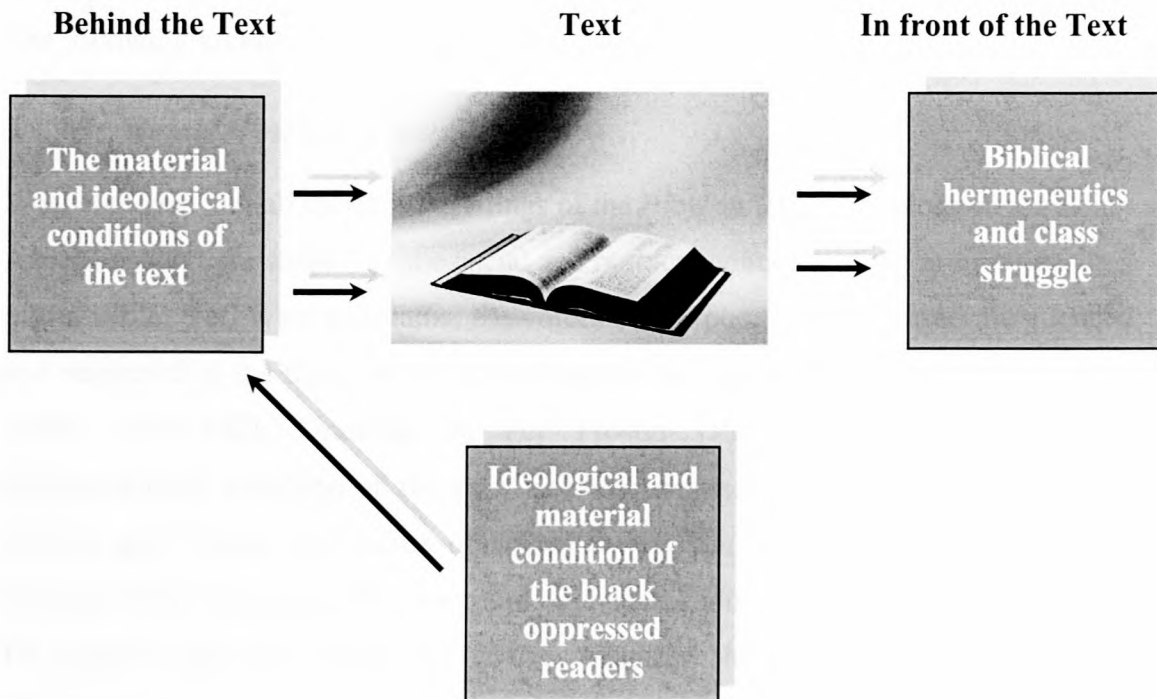 Behind the Text
Text
In front of the Text
The material
and ideological
conditions of
the text
Biblical
hermeneutics
and class
struggle
Ideological and
material
condition of
the black
oppressed
readers